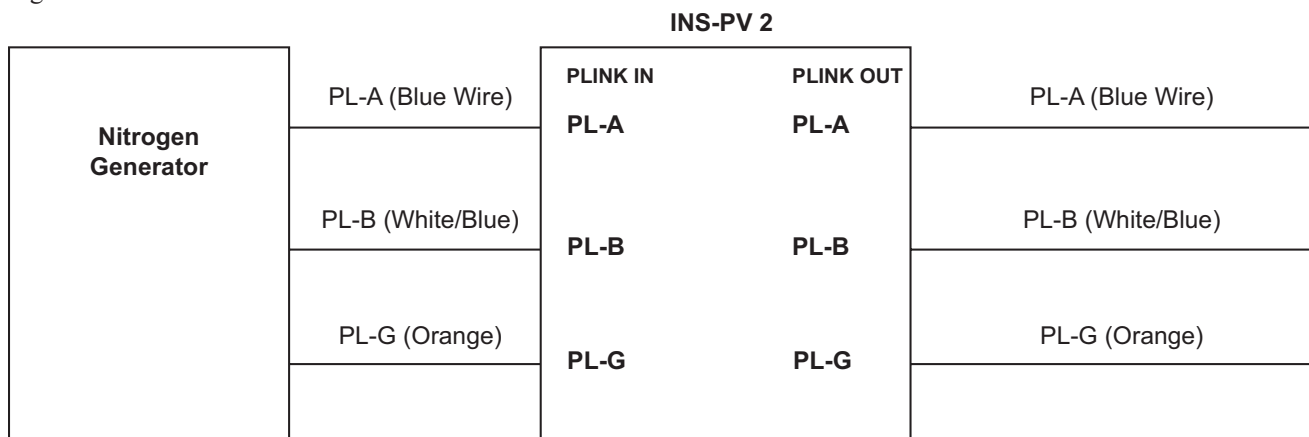 INS-PV 2
Nitrogen
Generator
PL-A (Blue Wire)
PL-B (White/Blue)
PL-G (Orange)
PLINK IN
PL-A
PL-B
PL-G
PLINK OUT
PL-A
PL-B
PL-G
PL-A (Blue Wire)
PL-B (White/Blue)
PL-G (Orange)